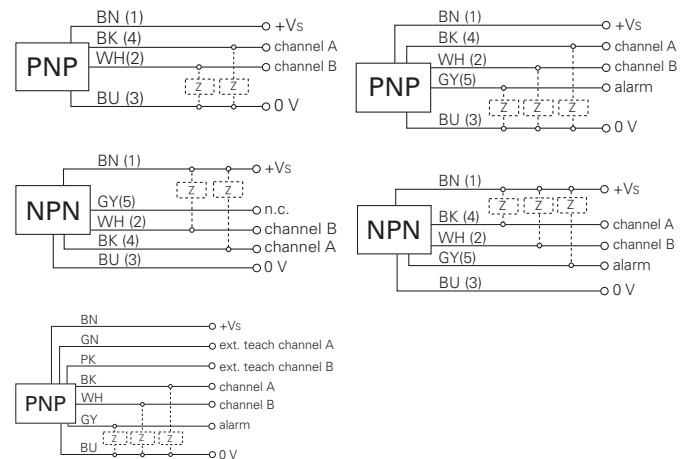 BN (1) +Vs
BK (4) channel A
WH(2) channel B
PNP
Z Z
BU (3) 0 V
BN (1) +Vs
BK (4) channel A
WH (2) channel B
GY(5) alarm
PNP
Z Z Z
BU (3) 0 V
BN (1) +Vs
Z Z
NPN
GY(5) n.c.
WH (2) channel B
BK (4) channel A
BU (3) 0 V
BN (1) +Vs
Z Z Z
BK (4) channel A
NPN
WH (2) channel B
GY(5) alarm
BU (3) 0 V
BN +Vs
GN ext. teach channel A
PK ext. teach channel B
BK channel A
PNP
WH channel B
GY alarm
Z Z Z
BU 0 V